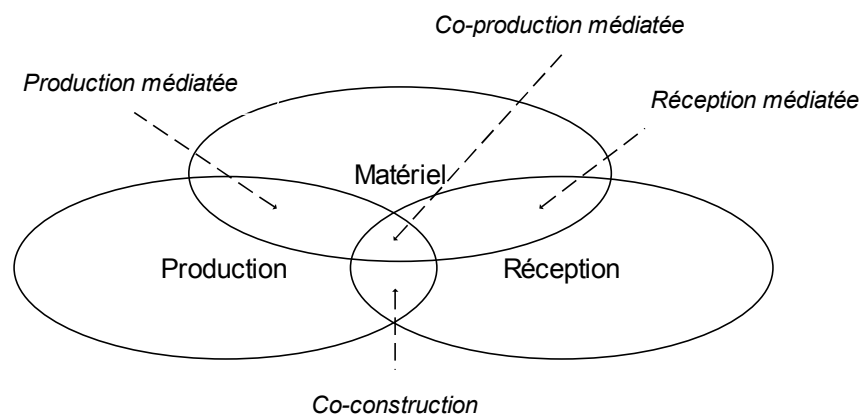 Co-production médiatée
Production médiatée
Réception médiatée
Matériel
Production
Réception
Co-construction